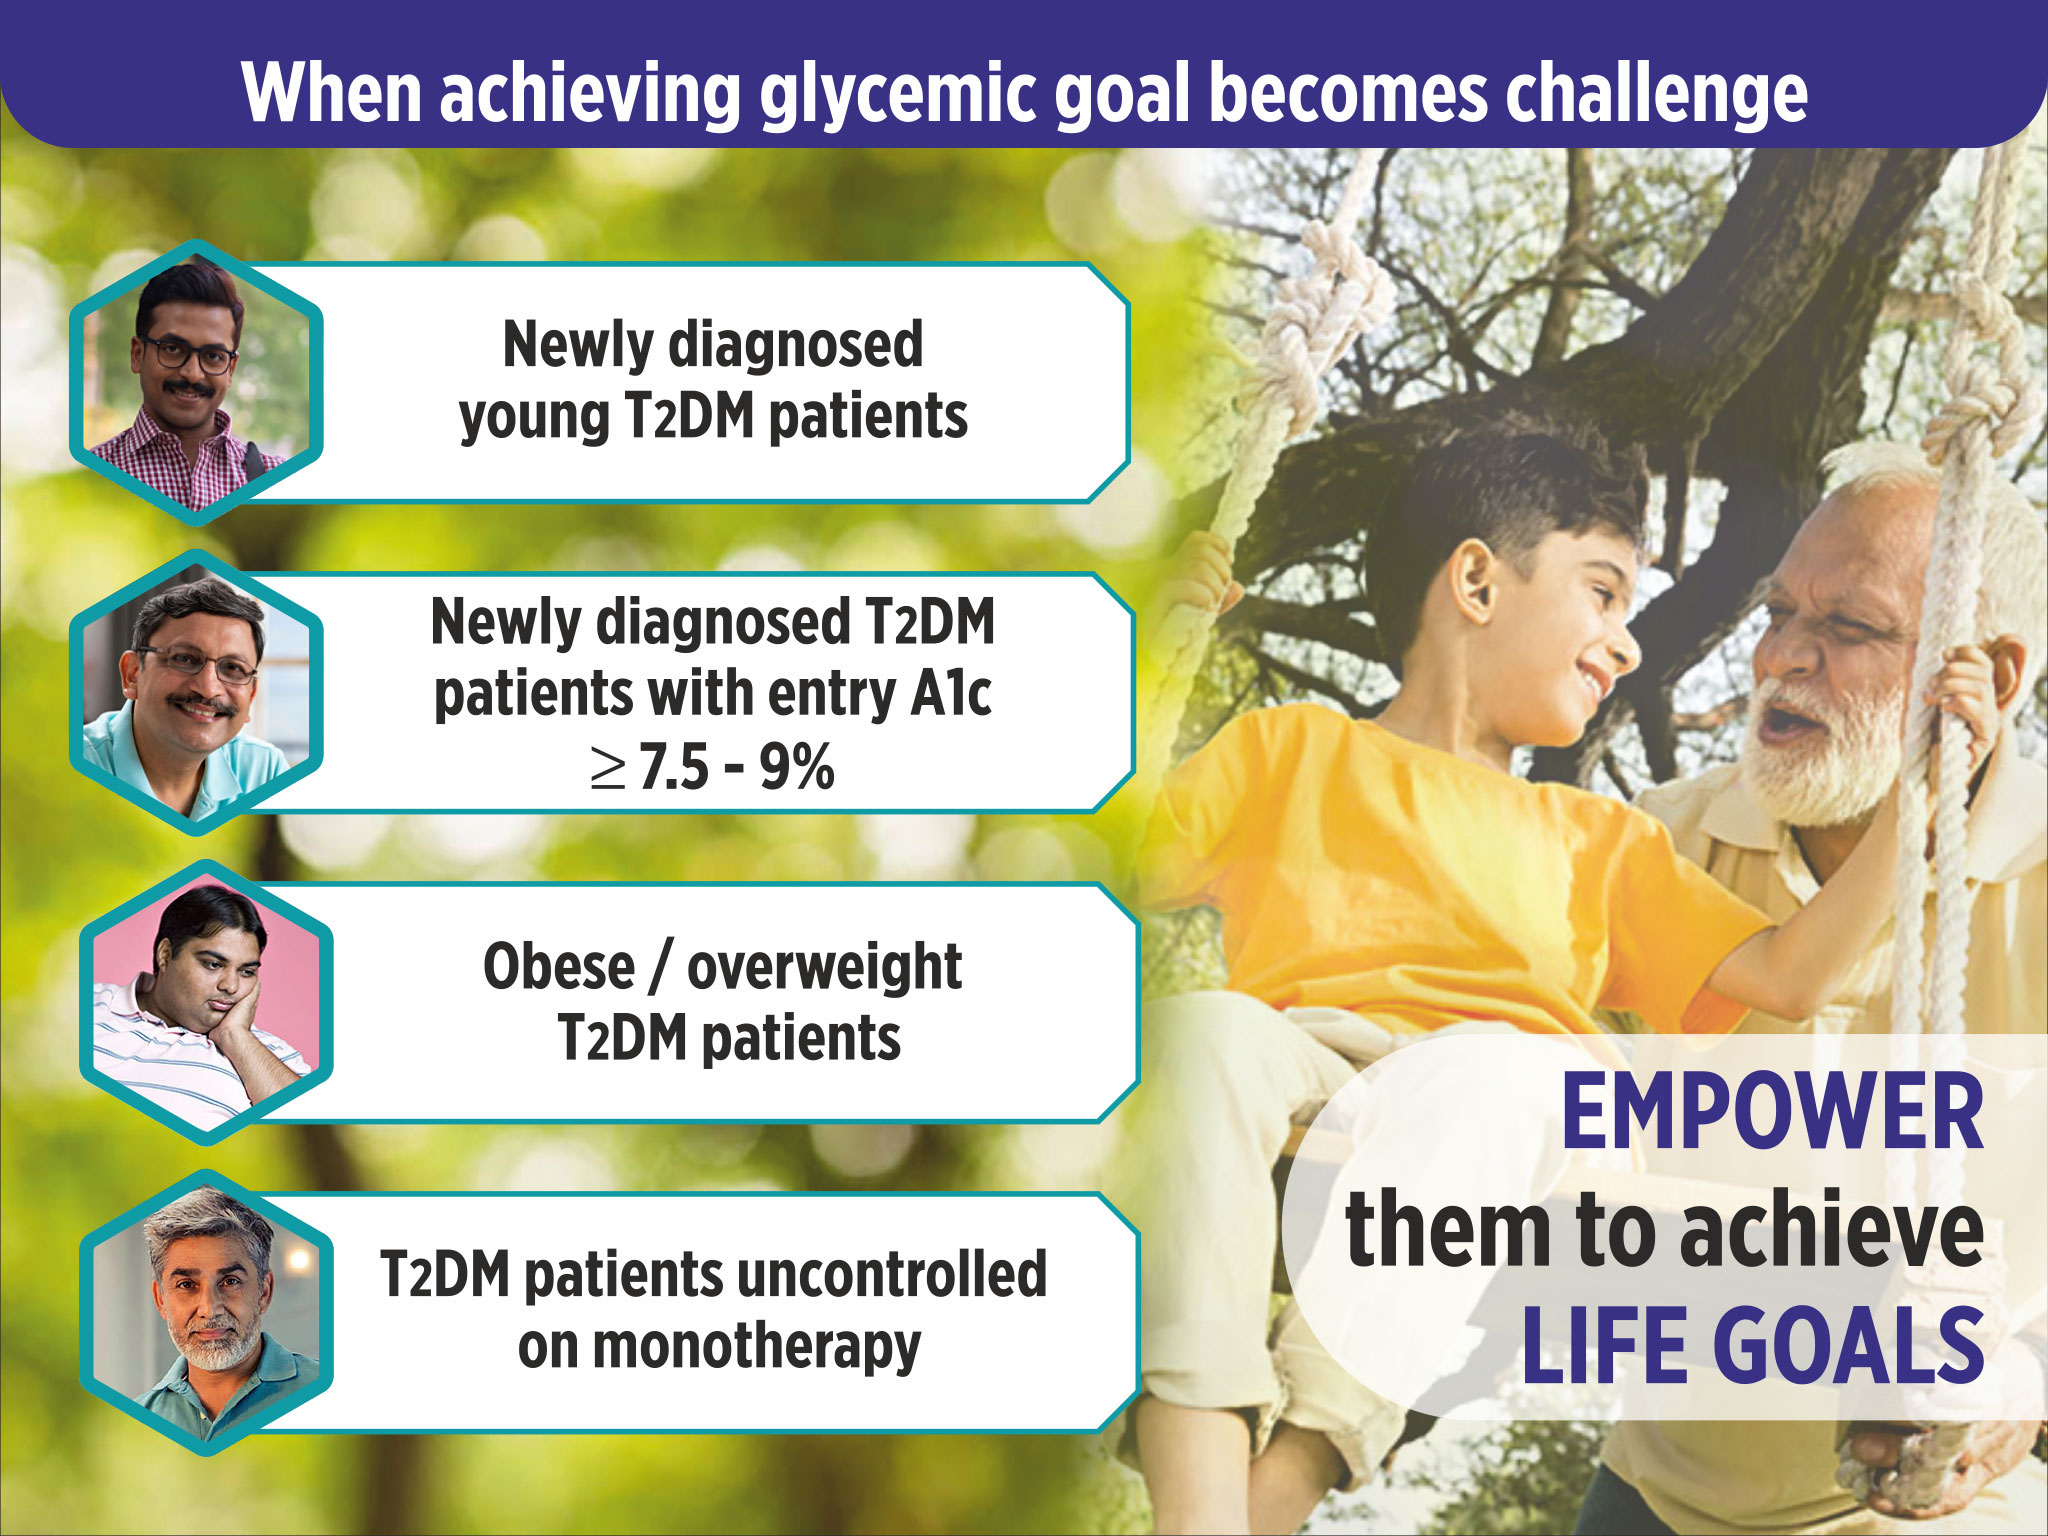 When achieving glycemic goal becomes challenge
Newly diagnosed
young T2DM patients
Newly diagnosed T2DM
patients with entry A1c
≥ 7.5 - 9%
Obese / overweight
T2DM patients
T2DM patients uncontrolled
on monotherapy
EMPOWER
them to achieve
LIFE GOALS